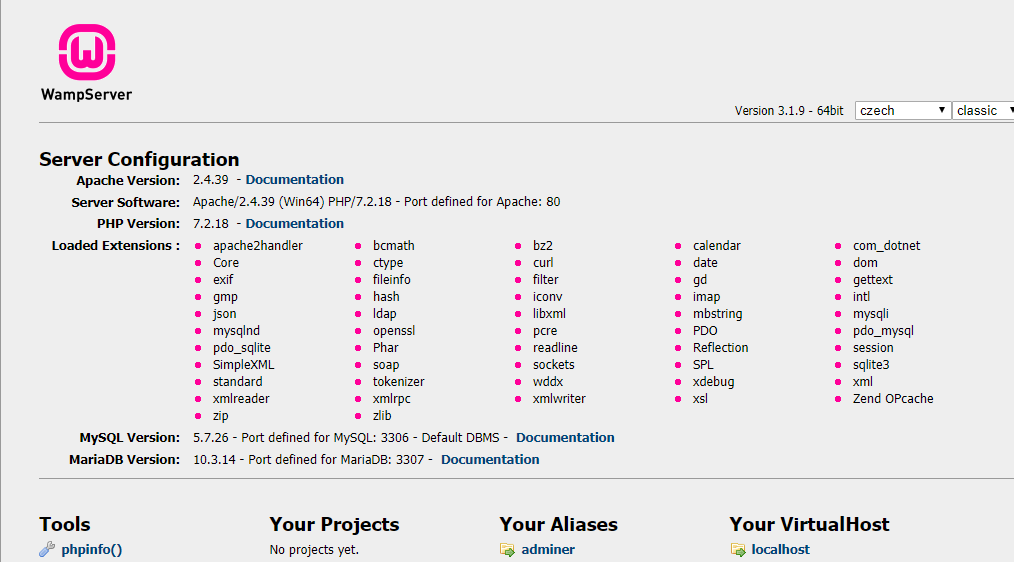 W
WampServer
Version 3.1.9 - 64bit czech classic
Server Configuration
Apache Version: 2.4.39 - Documentation
Server Software: Apache/2.4.39 (Win64) PHP/7.2.18 - Port defined for Apache: 80
PHP Version: 7.2.18 - Documentation
Loaded Extensions : apache2handler bcmath bz2 calendar com_dotnet
Core ctype curl date dom
exif fileinfo filter gd gettext
gmp hash iconv imap intl
json ldap libxml mbstring mysqli
mysqlnd openssl pcre PDO pdo_mysql
pdo_sqlite Phar readline Reflection session
SimpleXML soap sockets SPL sqlite3
standard tokenizer wddx xdebug xml
xmlreader xmlrpc xmlwriter xsl Zend OPcache
zip zlib
MySQL Version: 5.7.26 - Port defined for MySQL: 3306 - Default DBMS - Documentation
MariaDB Version: 10.3.14 - Port defined for MariaDB: 3307 - Documentation
Tools Your Projects Your Aliases Your VirtualHost
phpinfo() No projects yet. adminer localhost